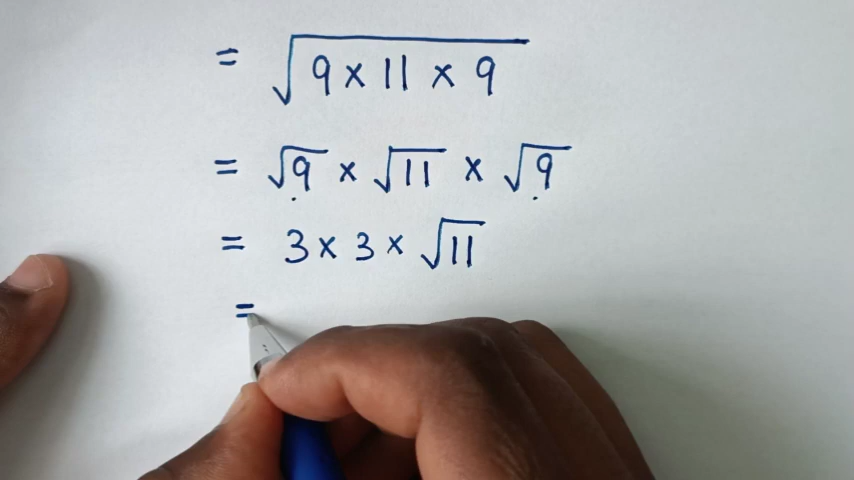 = √(9 × 11 × 9)
= √9 × √11 × √9
= 3 × 3 × √11
=